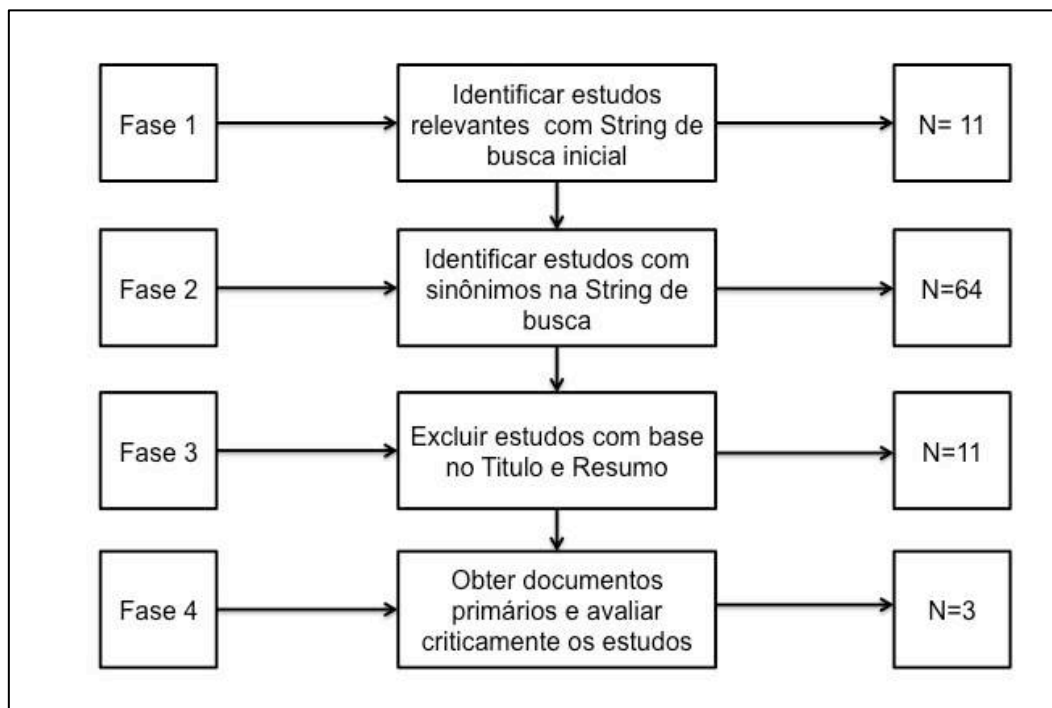 Fase 1
Identificar estudos
relevantes com String de
busca inicial
N= 11
Fase 2
Identificar estudos com
sinônimos na String de
busca
N=64
Fase 3
Excluir estudos com base
no Titulo e Resumo
N=11
Fase 4
Obter documentos
primários e avaliar
criticamente os estudos
N=3